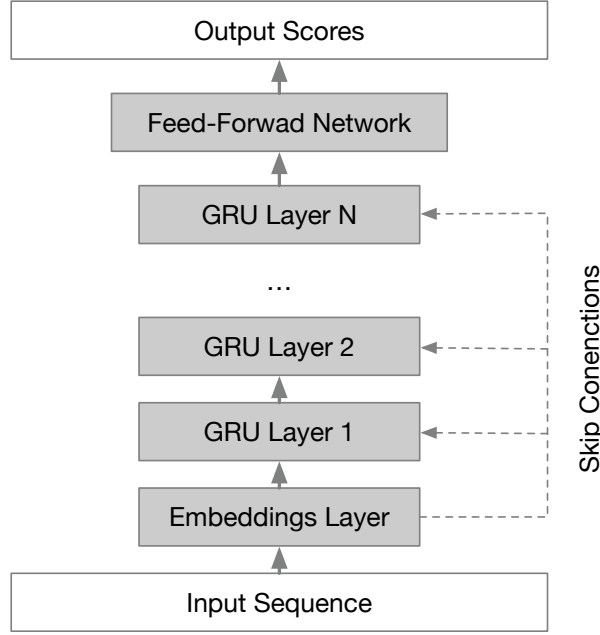 Output Scores
Feed-Forwad Network
GRU Layer N
...
GRU Layer 2
GRU Layer 1
Embeddings Layer
Input Sequence
Skip Conenctions